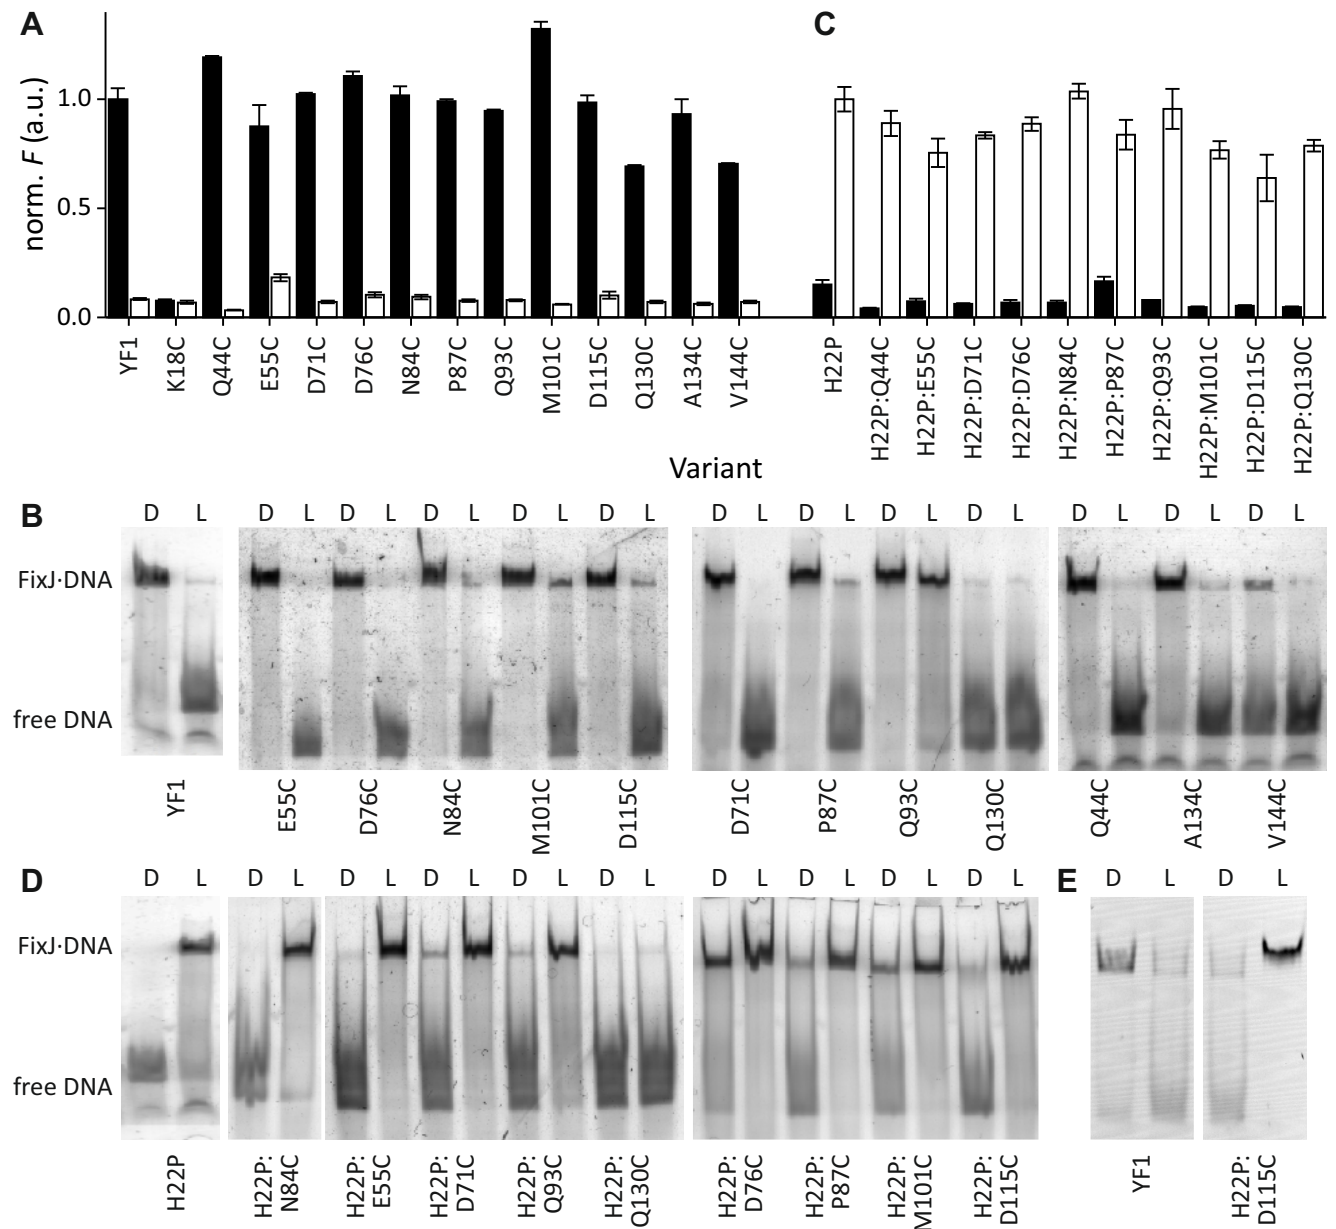 A
C
norm. F (a.u.)
1.0
0.5
0.0
YF1
K18C
Q44C
E55C
D71C
D76C
N84C
P87C
Q93C
M101C
D115C
Q130C
A134C
V144C
H22P
H22P:Q44C
H22P:E55C
H22P:D71C
H22P:D76C
H22P:N84C
H22P:P87C
H22P:Q93C
H22P:M101C
H22P:D115C
H22P:Q130C
Variant
B
D L D L D L D L D L D L D L D L D L D L D L D L D L
FixJ·DNA
free DNA
YF1
E55C
D76C
N84C
M101C
D115C
D71C
P87C
Q93C
Q130C
Q44C
A134C
V144C
D
D L D L D L D L D L D L D L D L D L D L
FixJ·DNA
free DNA
H22P
H22P:
N84C
H22P:
E55C
H22P:
D71C
H22P:
Q93C
H22P:
Q130C
H22P:
D76C
H22P:
P87C
H22P:
M101C
H22P:
D115C
E
D L D L
YF1
H22P:
D115C